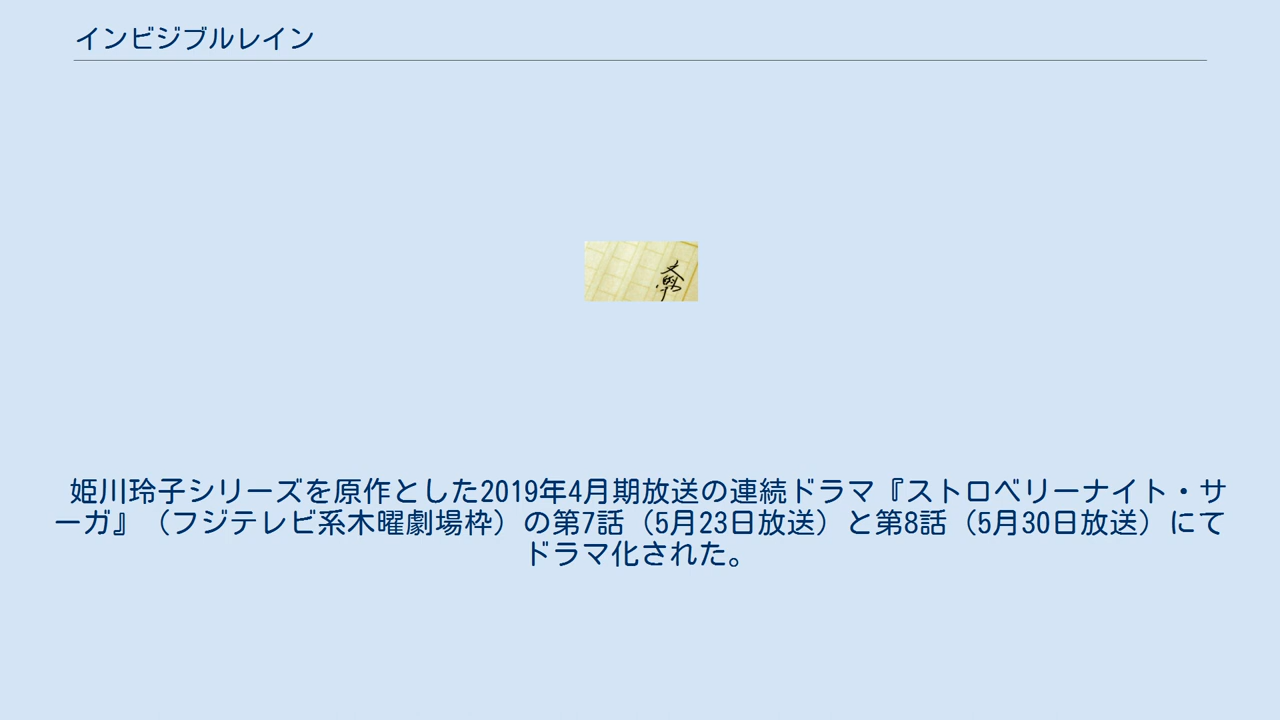 インビジブルレイン
姫川玲子シリーズを原作とした2019年4月期放送の連続ドラマ『ストロベリーナイト・サ
ーガ』（フジテレビ系木曜劇場枠）の第7話（5月23日放送）と第8話（5月30日放送）にて
ドラマ化された。